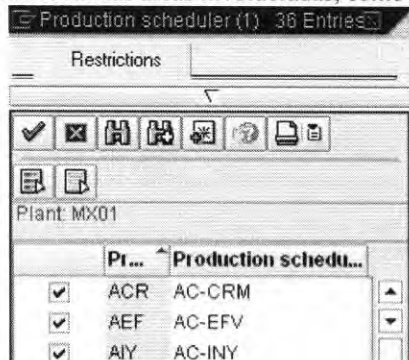 Production scheduler (1) 36 Entries
Restrictions
Plant: MX01
Pr... Production schedu...
ACR AC-CRM
AEF AC-EFV
AIY AC-INY